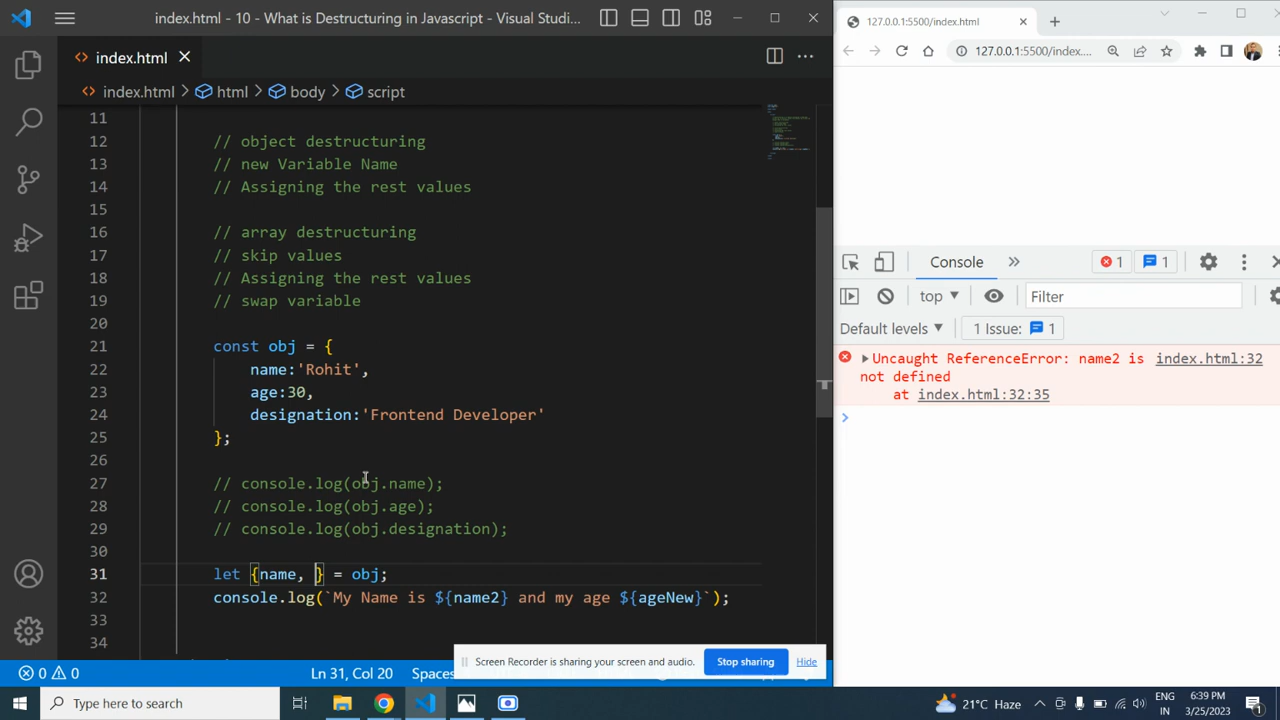 index.html - 10 - What is Destructuring in Javascript - Visual Studi...
index.html
index.html > html > body > script
11
12 // object destructuring
13 // new Variable Name
14 // Assigning the rest values
15
16 // array destructuring
17 // skip values
18 // Assigning the rest values
19 // swap variable
20
21 const obj = {
22 name:'Rohit',
23 age:30,
24 designation:'Frontend Developer'
25 };
26
27 // console.log(obj.name);
28 // console.log(obj.age);
29 // console.log(obj.designation);
30
31 let {name, } = obj;
32 console.log(`My Name is ${name2} and my age ${ageNew}`);
33
34
0 0
Ln 31, Col 20
Spaces
Screen Recorder is sharing your screen and audio.
Stop sharing
Hide
127.0.0.1:5500/index.html
127.0.0.1:5500/index....
Console
1
1
top
Filter
Default levels
1 Issue: 1
Uncaught ReferenceError: name2 is index.html:32
not defined
at index.html:32:35
Type here to search
21°C Haze
ENG
IN
6:39 PM
3/25/2023
1